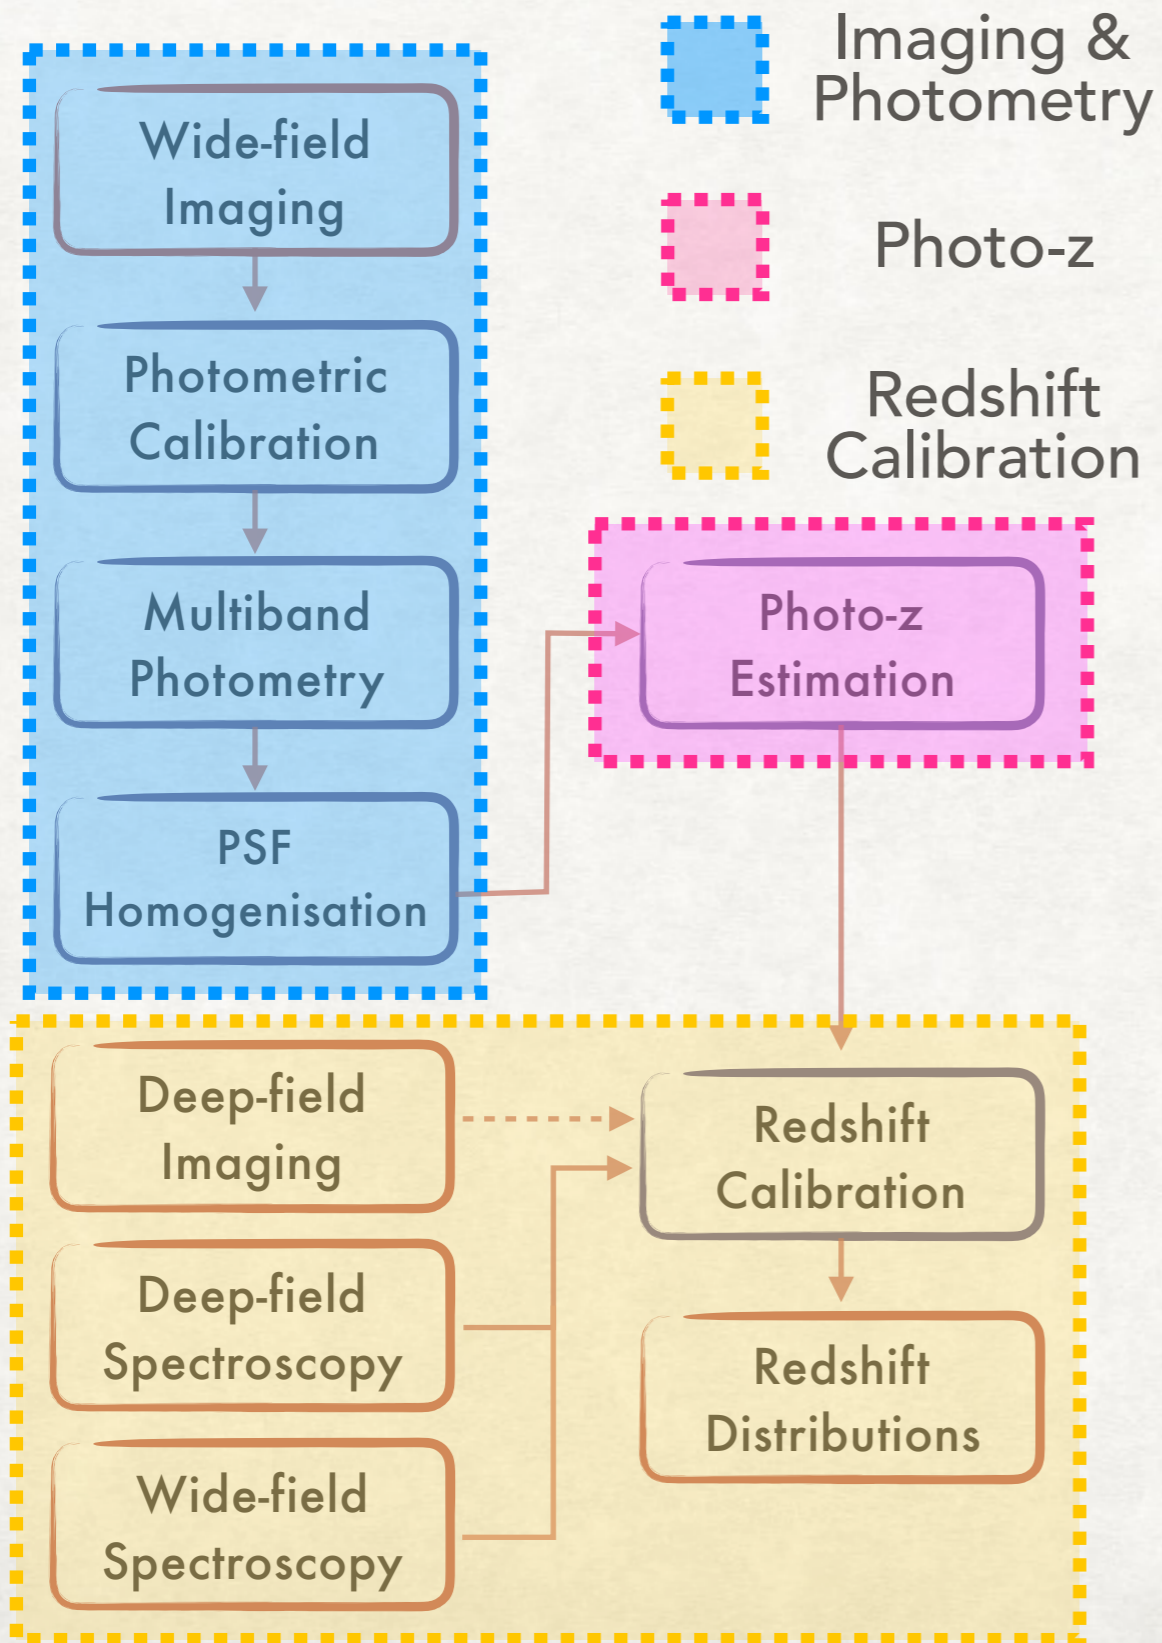 Imaging &
Photometry
Photo-z
Redshift
Calibration
Wide-field
Imaging
Photometric
Calibration
Multiband
Photometry
PSF
Homogenisation
Photo-z
Estimation
Deep-field
Imaging
Deep-field
Spectroscopy
Wide-field
Spectroscopy
Redshift
Calibration
Redshift
Distributions